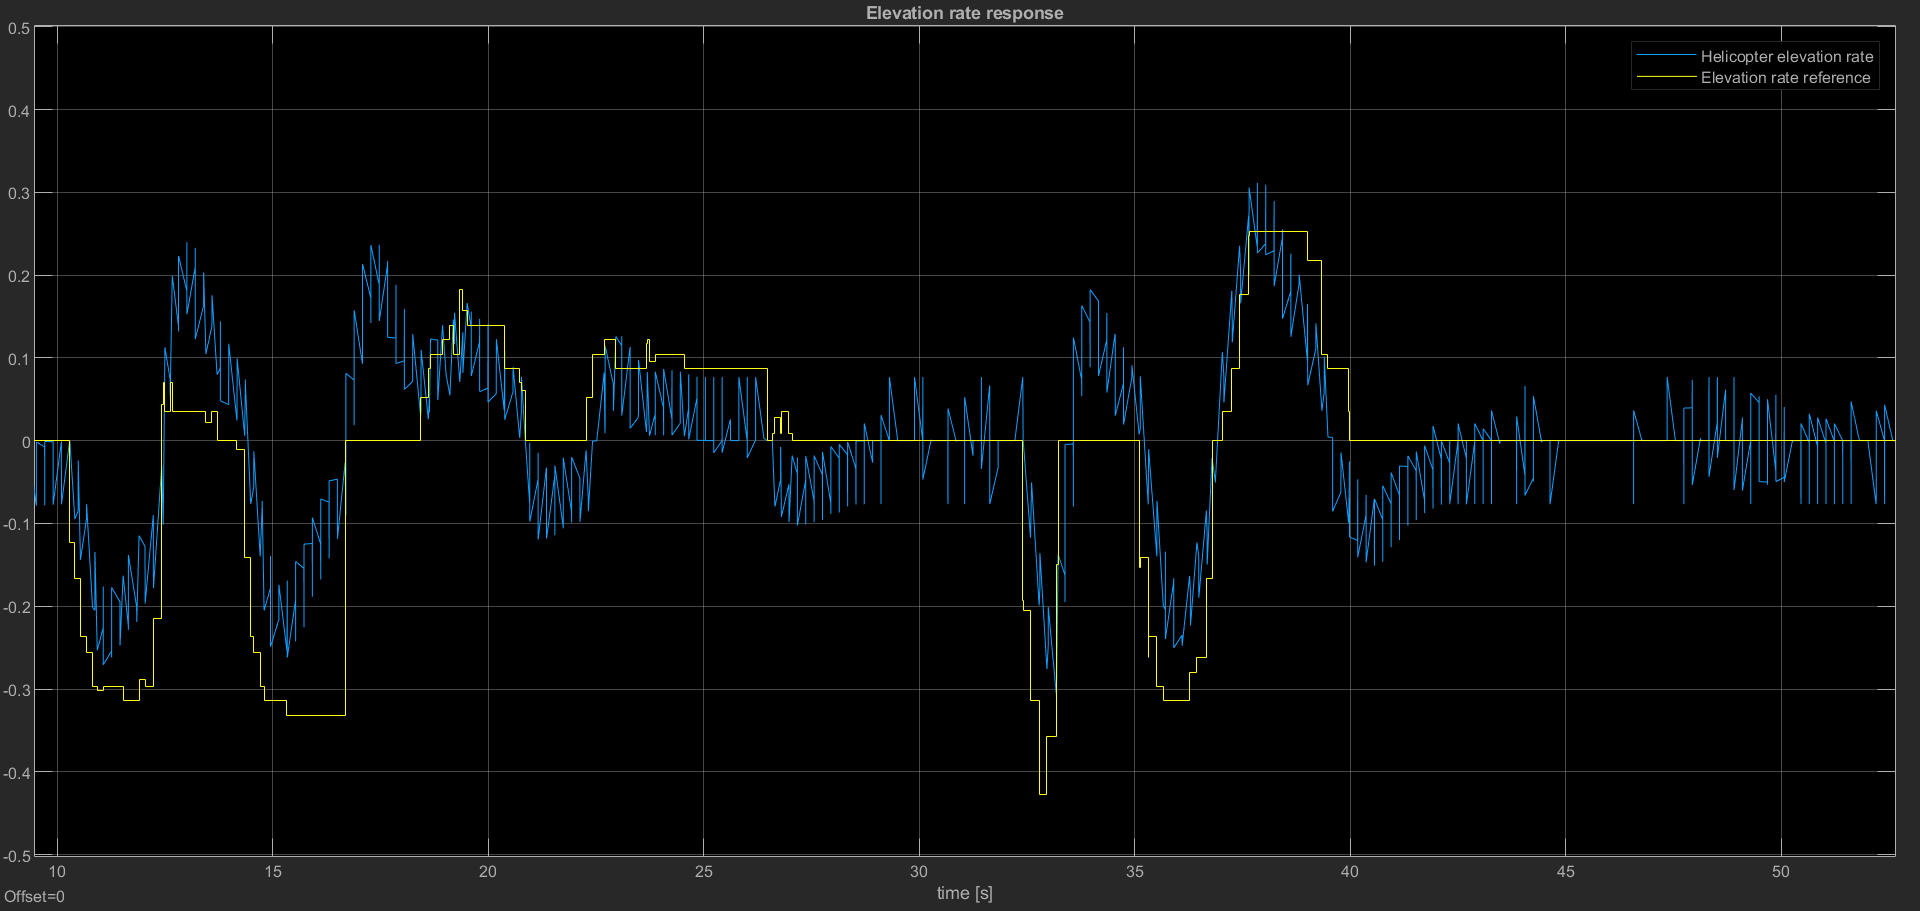 Elevation rate response
Helicopter elevation rate
Elevation rate reference
0.5
0.4
0.3
0.2
0.1
0
-0.1
-0.2
-0.3
-0.4
-0.5
10 15 20 25 30 35 40 45 50
time [s]
Offset=0